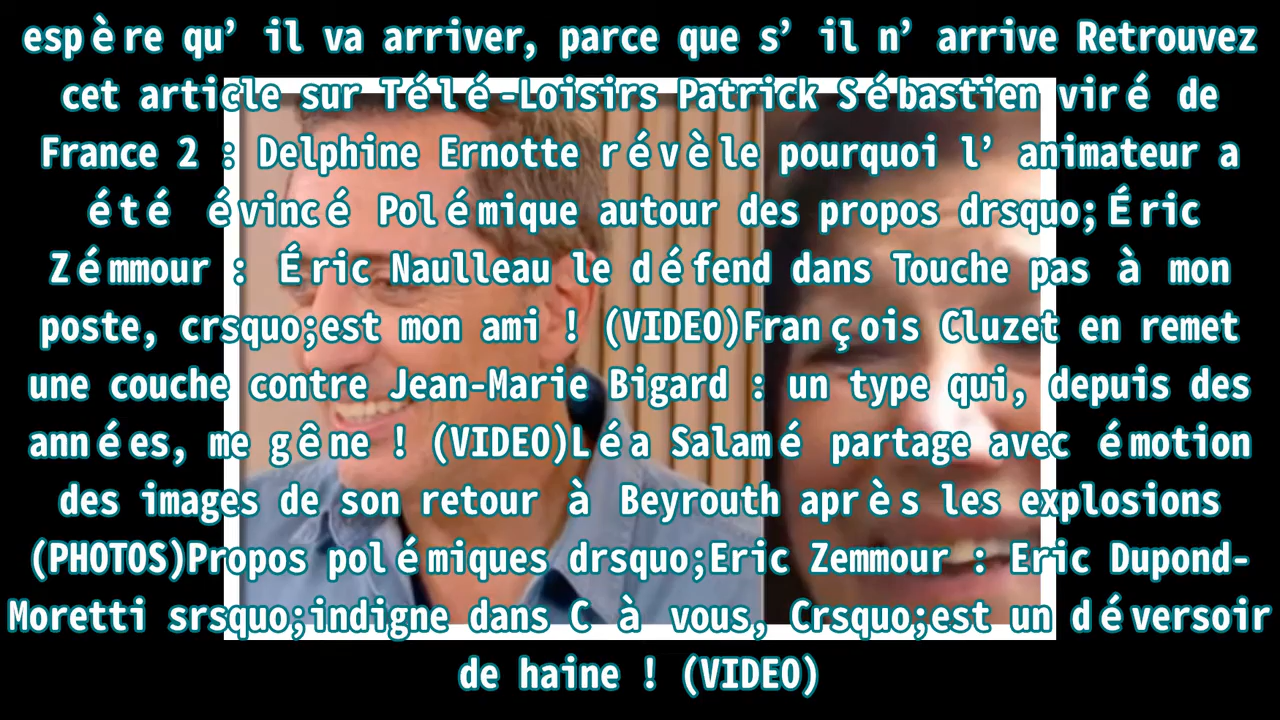 espère qu’ il va arriver, parce que s’ il n’ arrive Retrouvez
cet article sur Télé-Loisirs Patrick Sébastien viré de
France 2 : Delphine Ernotte révèle pourquoi l’ animateur a
été évincé Polémique autour des propos drsquo;Éric
Zémmour : Éric Naulleau le défend dans Touche pas à mon
poste, crsquo;est mon ami ! (VIDEO)François Cluzet en remet
une couche contre Jean-Marie Bigard : un type qui, depuis des
années, me gêne ! (VIDEO)Léa Salamé partage avec émotion
des images de son retour à Beyrouth après les explosions
(PHOTOS)Propos polémiques drsquo;Eric Zemmour : Eric Dupond-
Moretti srsquo;indigne dans C à vous, Crsquo;est un déversoir
de haine ! (VIDEO)